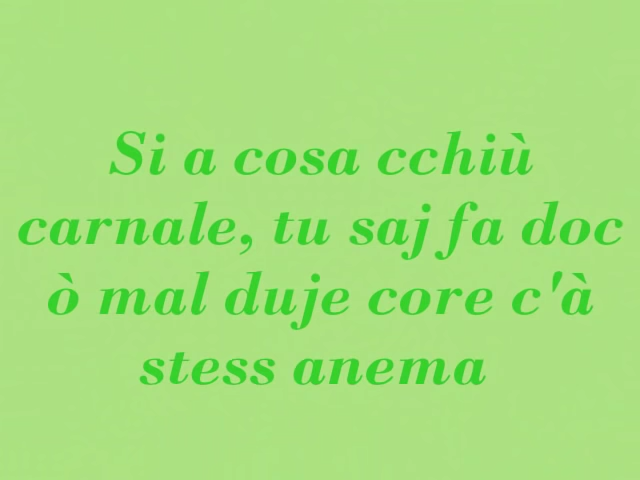 Si a cosa cchiù
carnale, tu saj fa doc
ò mal duje core c'à
stess anema